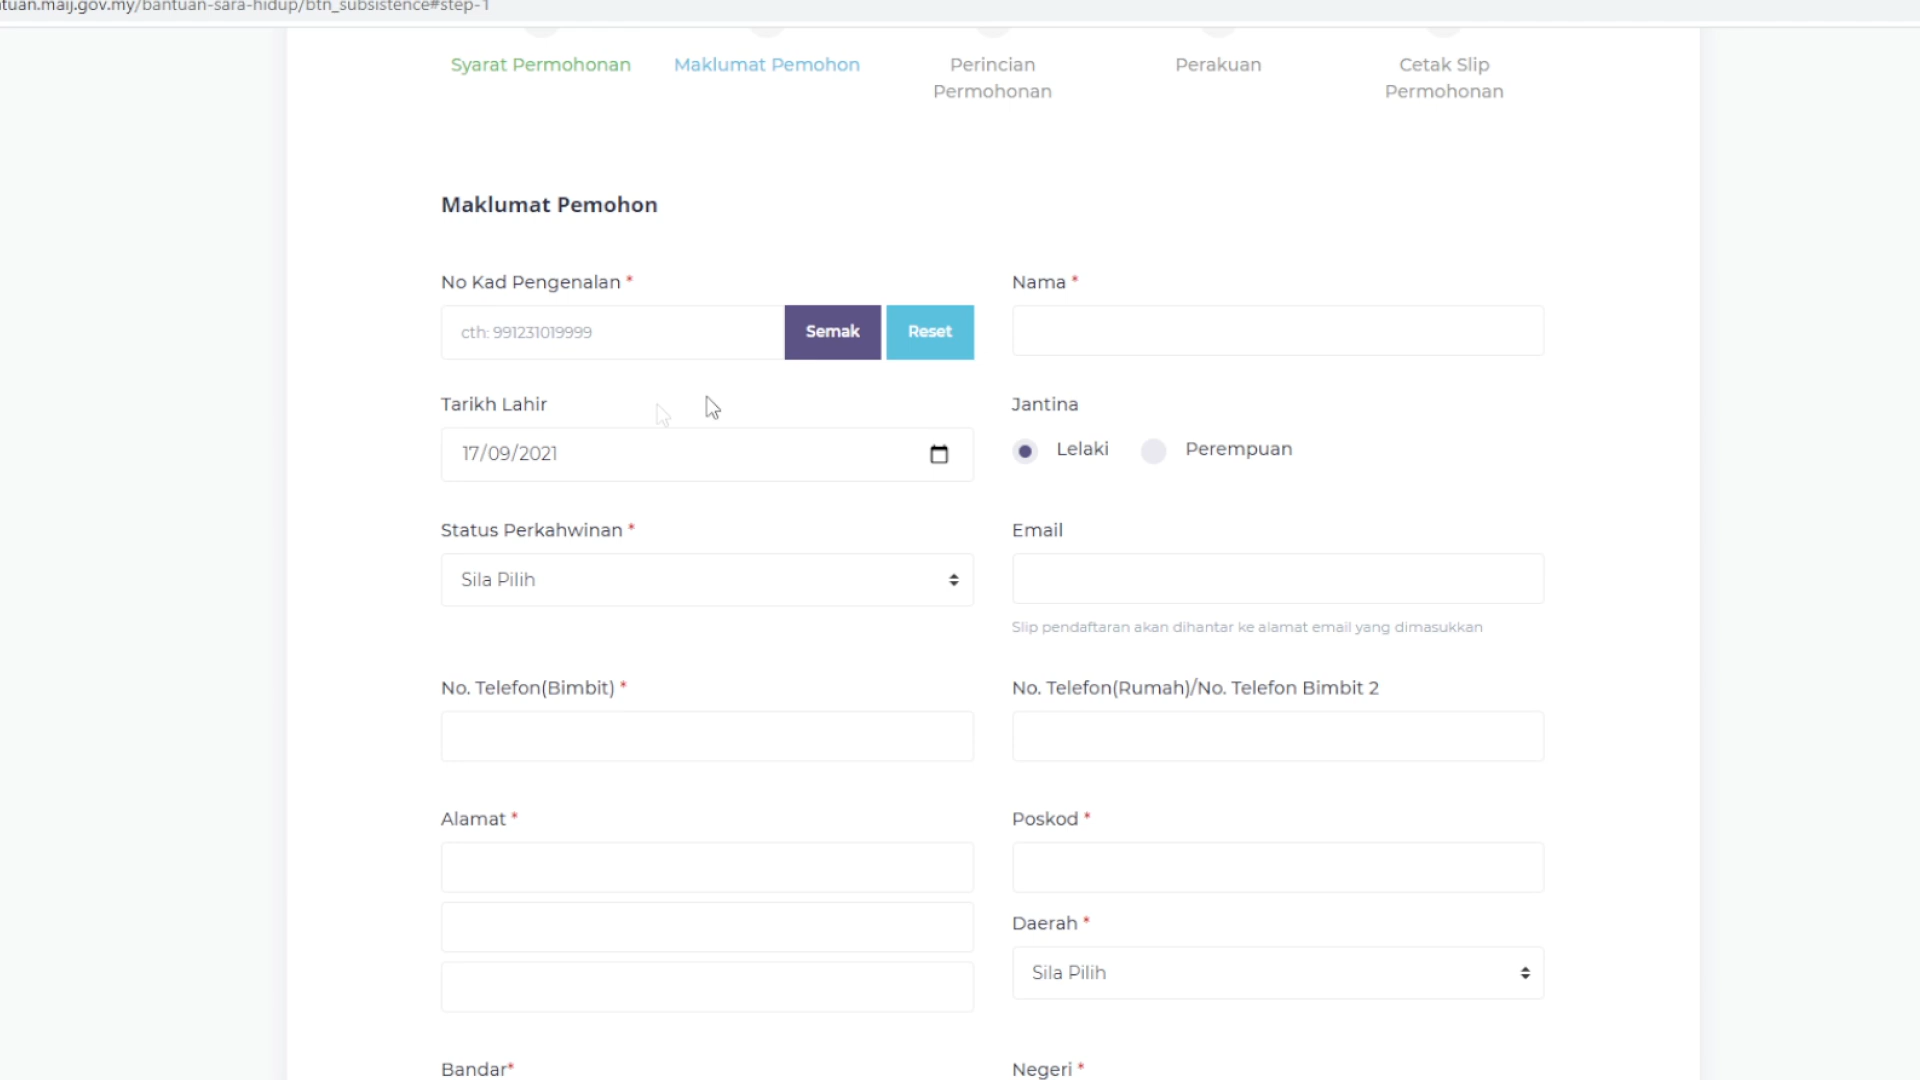 tuan.maij.gov.my/bantuan-sara-hidup/btn_subsistence#step-1
Syarat Permohonan
Maklumat Pemohon
Perincian
Permohonan
Perakuan
Cetak Slip
Permohonan
Maklumat Pemohon
No Kad Pengenalan *
Nama *
cth: 991231019999
Semak
Reset
Tarikh Lahir
Jantina
17/09/2021
Lelaki
Perempuan
Status Perkahwinan *
Email
Sila Pilih
Slip pendaftaran akan dihantar ke alamat email yang dimasukkan
No. Telefon(Bimbit) *
No. Telefon(Rumah)/No. Telefon Bimbit 2
Alamat *
Poskod *
Daerah *
Sila Pilih
Bandar*
Negeri *